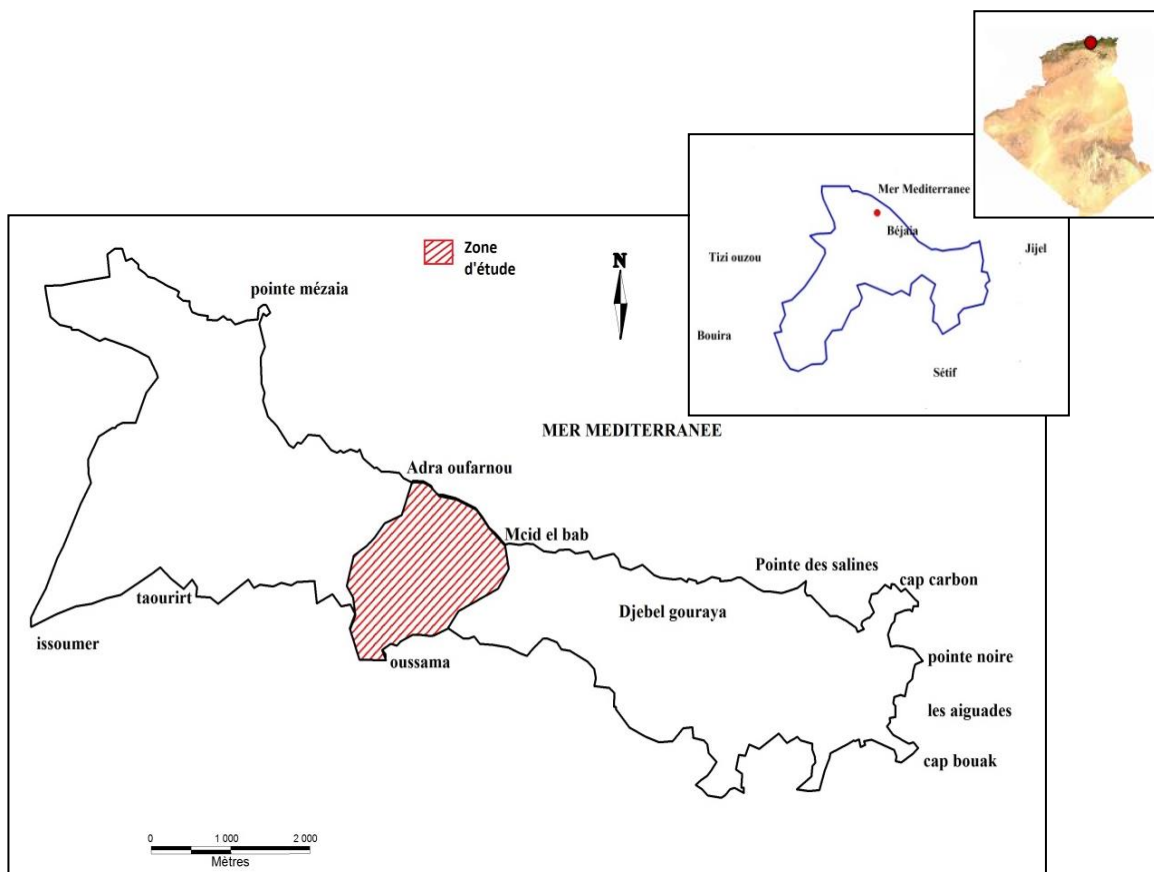 Mer Mediterranee
Béjaia
Tizi ouzou
Jijel
Bouira
Sétif
Zone
d'étude
N
pointe mézaia
MER MEDITERRANEE
Adra oufarnou
Mcid el bab
Pointe des salines
cap carbon
taourirt
Djebel gouraya
issoumer
oussama
pointe noire
les aiguades
cap bouak
0 1 000 2 000
Mètres